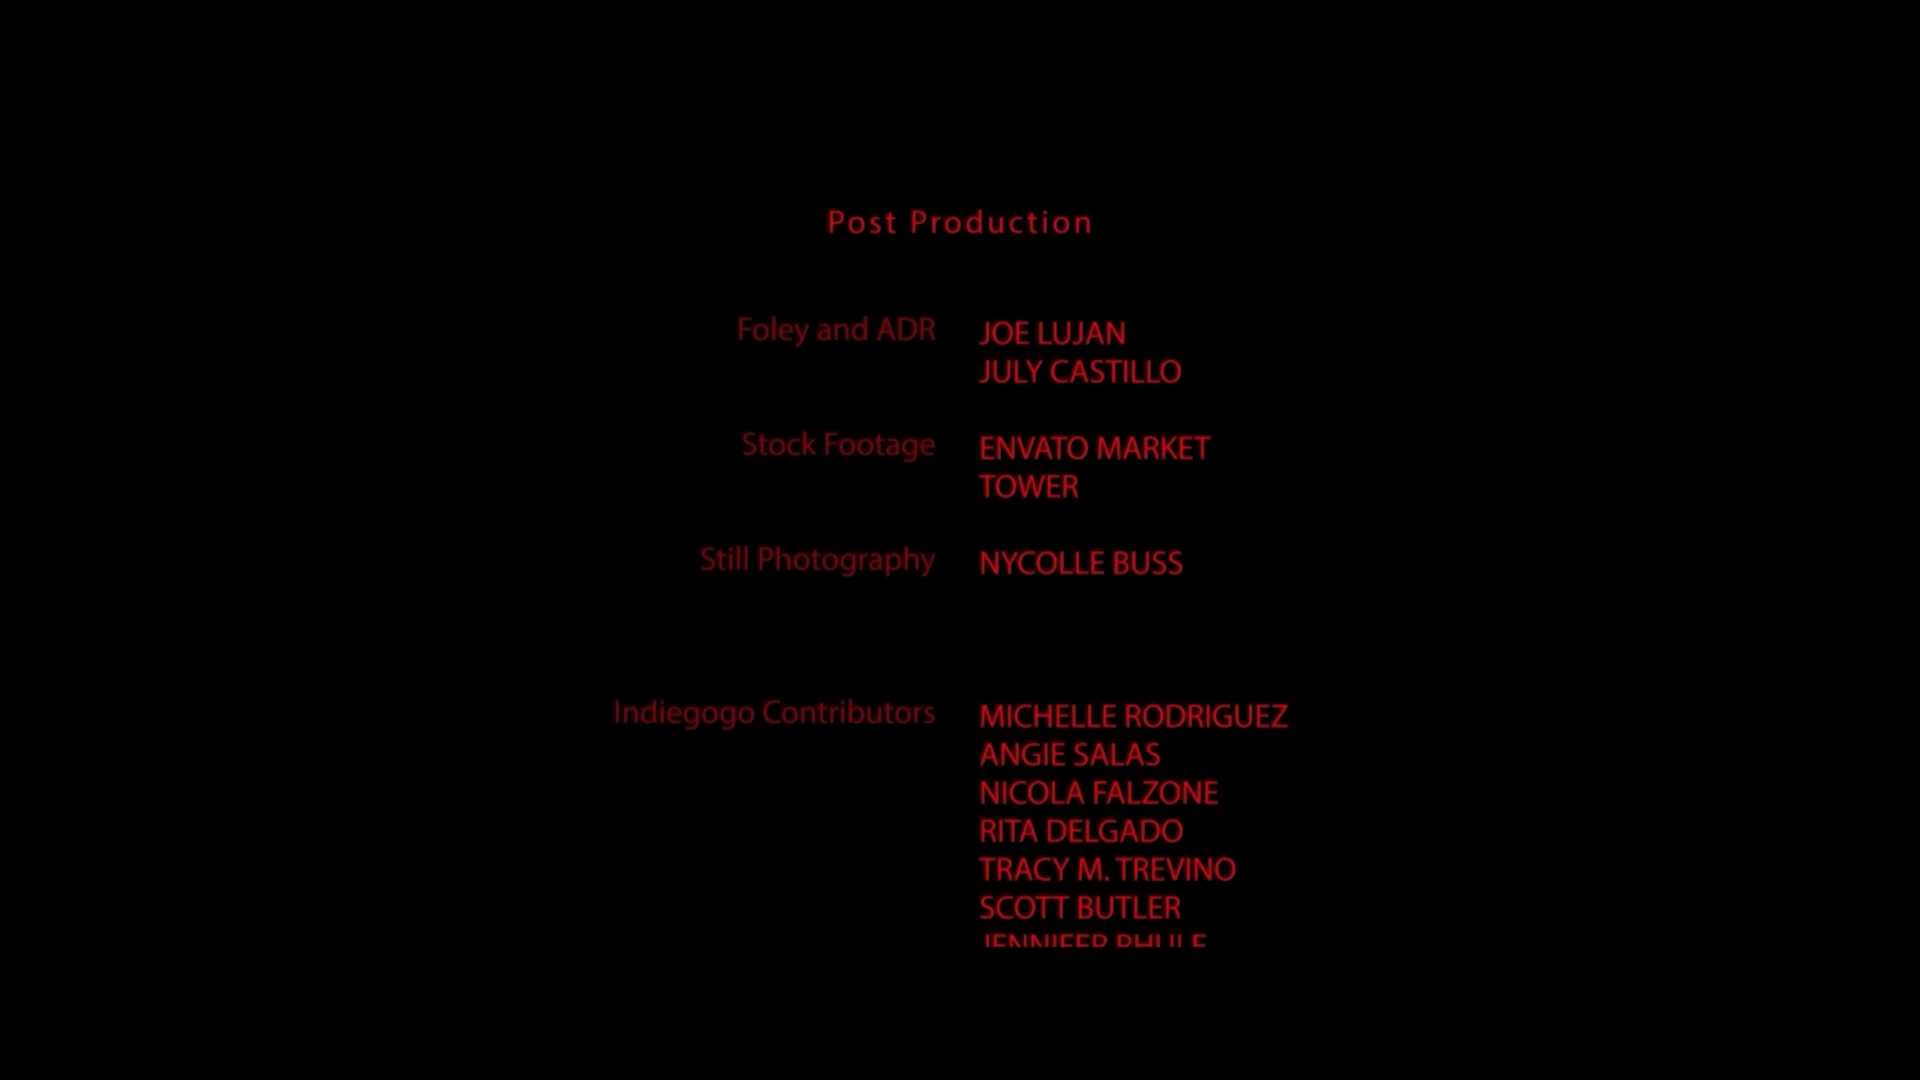 Post Production
Foley and ADR JOE LUJAN
JULY CASTILLO
Stock Footage ENVATO MARKET
TOWER
Still Photography NYCOLLE BUSS
Indiegogo Contributors MICHELLE RODRIGUEZ
ANGIE SALAS
NICOLA FALZONE
RITA DELGADO
TRACY M. TREVINO
SCOTT BUTLER
JENNIFER